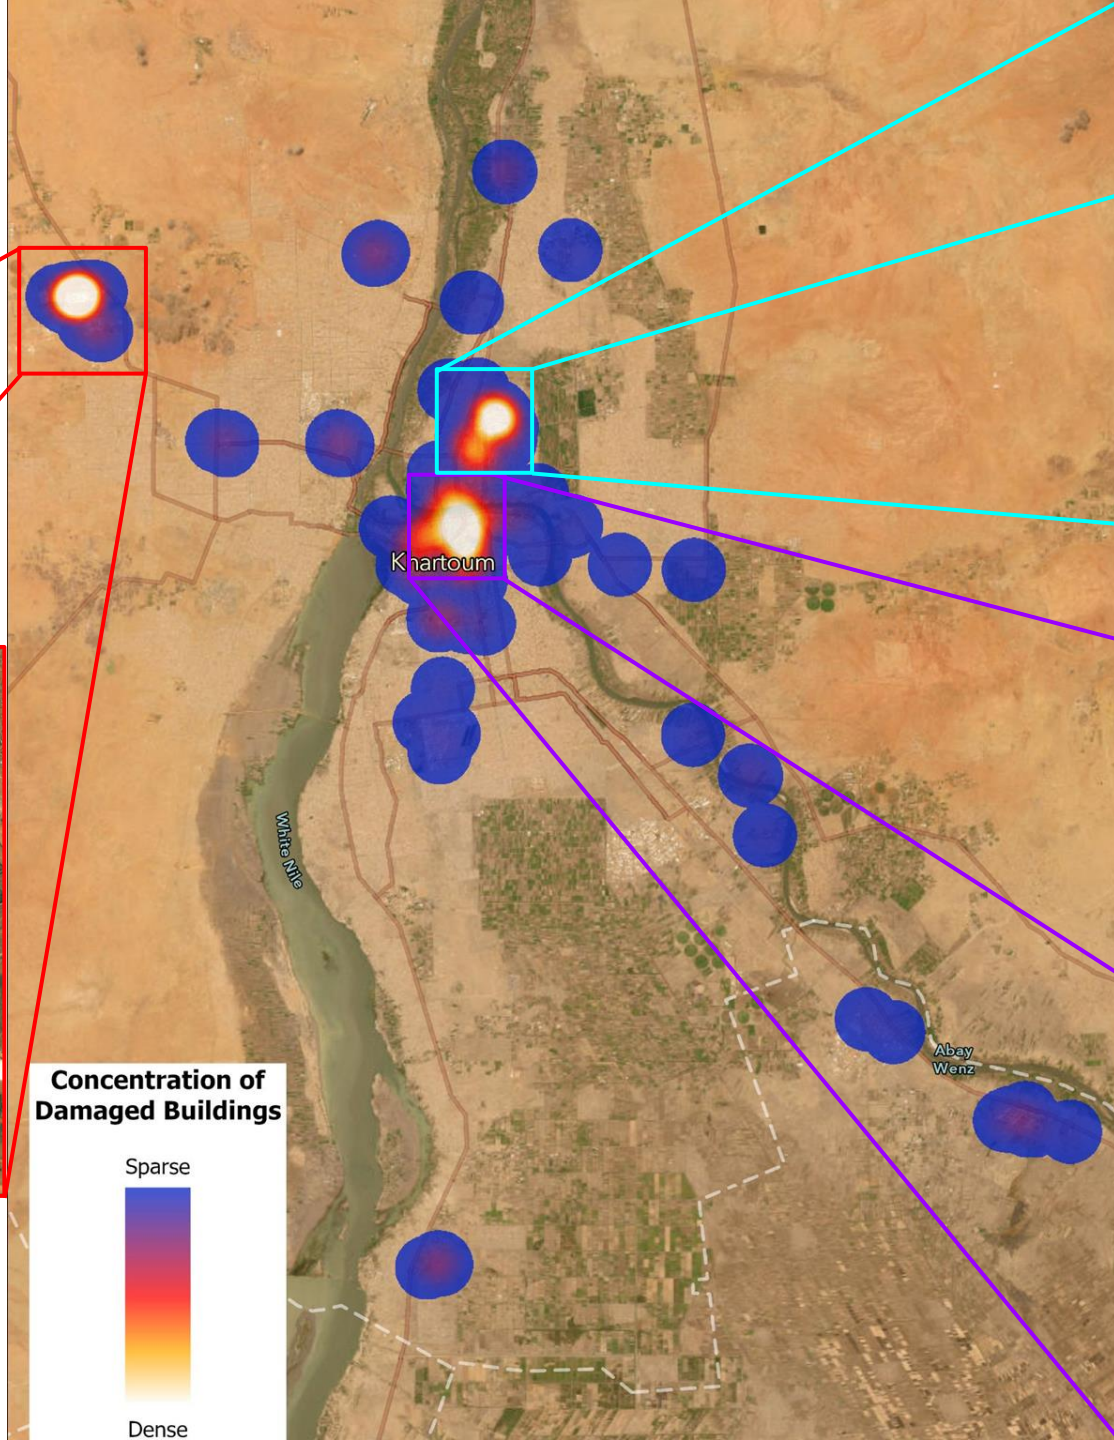 Khartoum
White Nile
Abay
Wenz
Concentration of
Damaged Buildings
Sparse
Dense